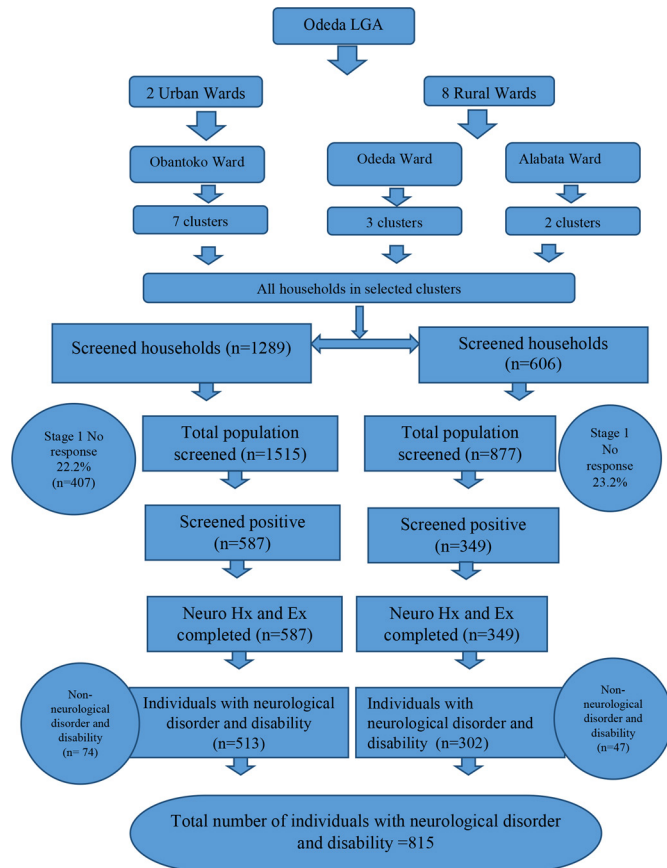 Odeda LGA
2 Urban Wards
8 Rural Wards
Obantoko Ward
Odeda Ward
Alabata Ward
7 clusters
3 clusters
2 clusters
All households in selected clusters
Screened households (n=1289)
Screened households
(n=606)
Stage 1 No
response
22.2%
(n=407)
Total population
screened (n=1515)
Total population
screened (n=877)
Stage 1
No
response
23.2%
Screened positive
(n=587)
Screened positive
(n=349)
Neuro Hx and Ex
completed (n=587)
Neuro Hx and Ex
completed (n=349)
Non-
neurological
disorder and
disability
(n= 74)
Individuals with neurological
disorder and disability
(n=513)
Individuals with
neurological disorder and
disability (n=302)
Non-
neurological
disorder and
disability
(n=47)
Total number of individuals with neurological disorder
and disability =815